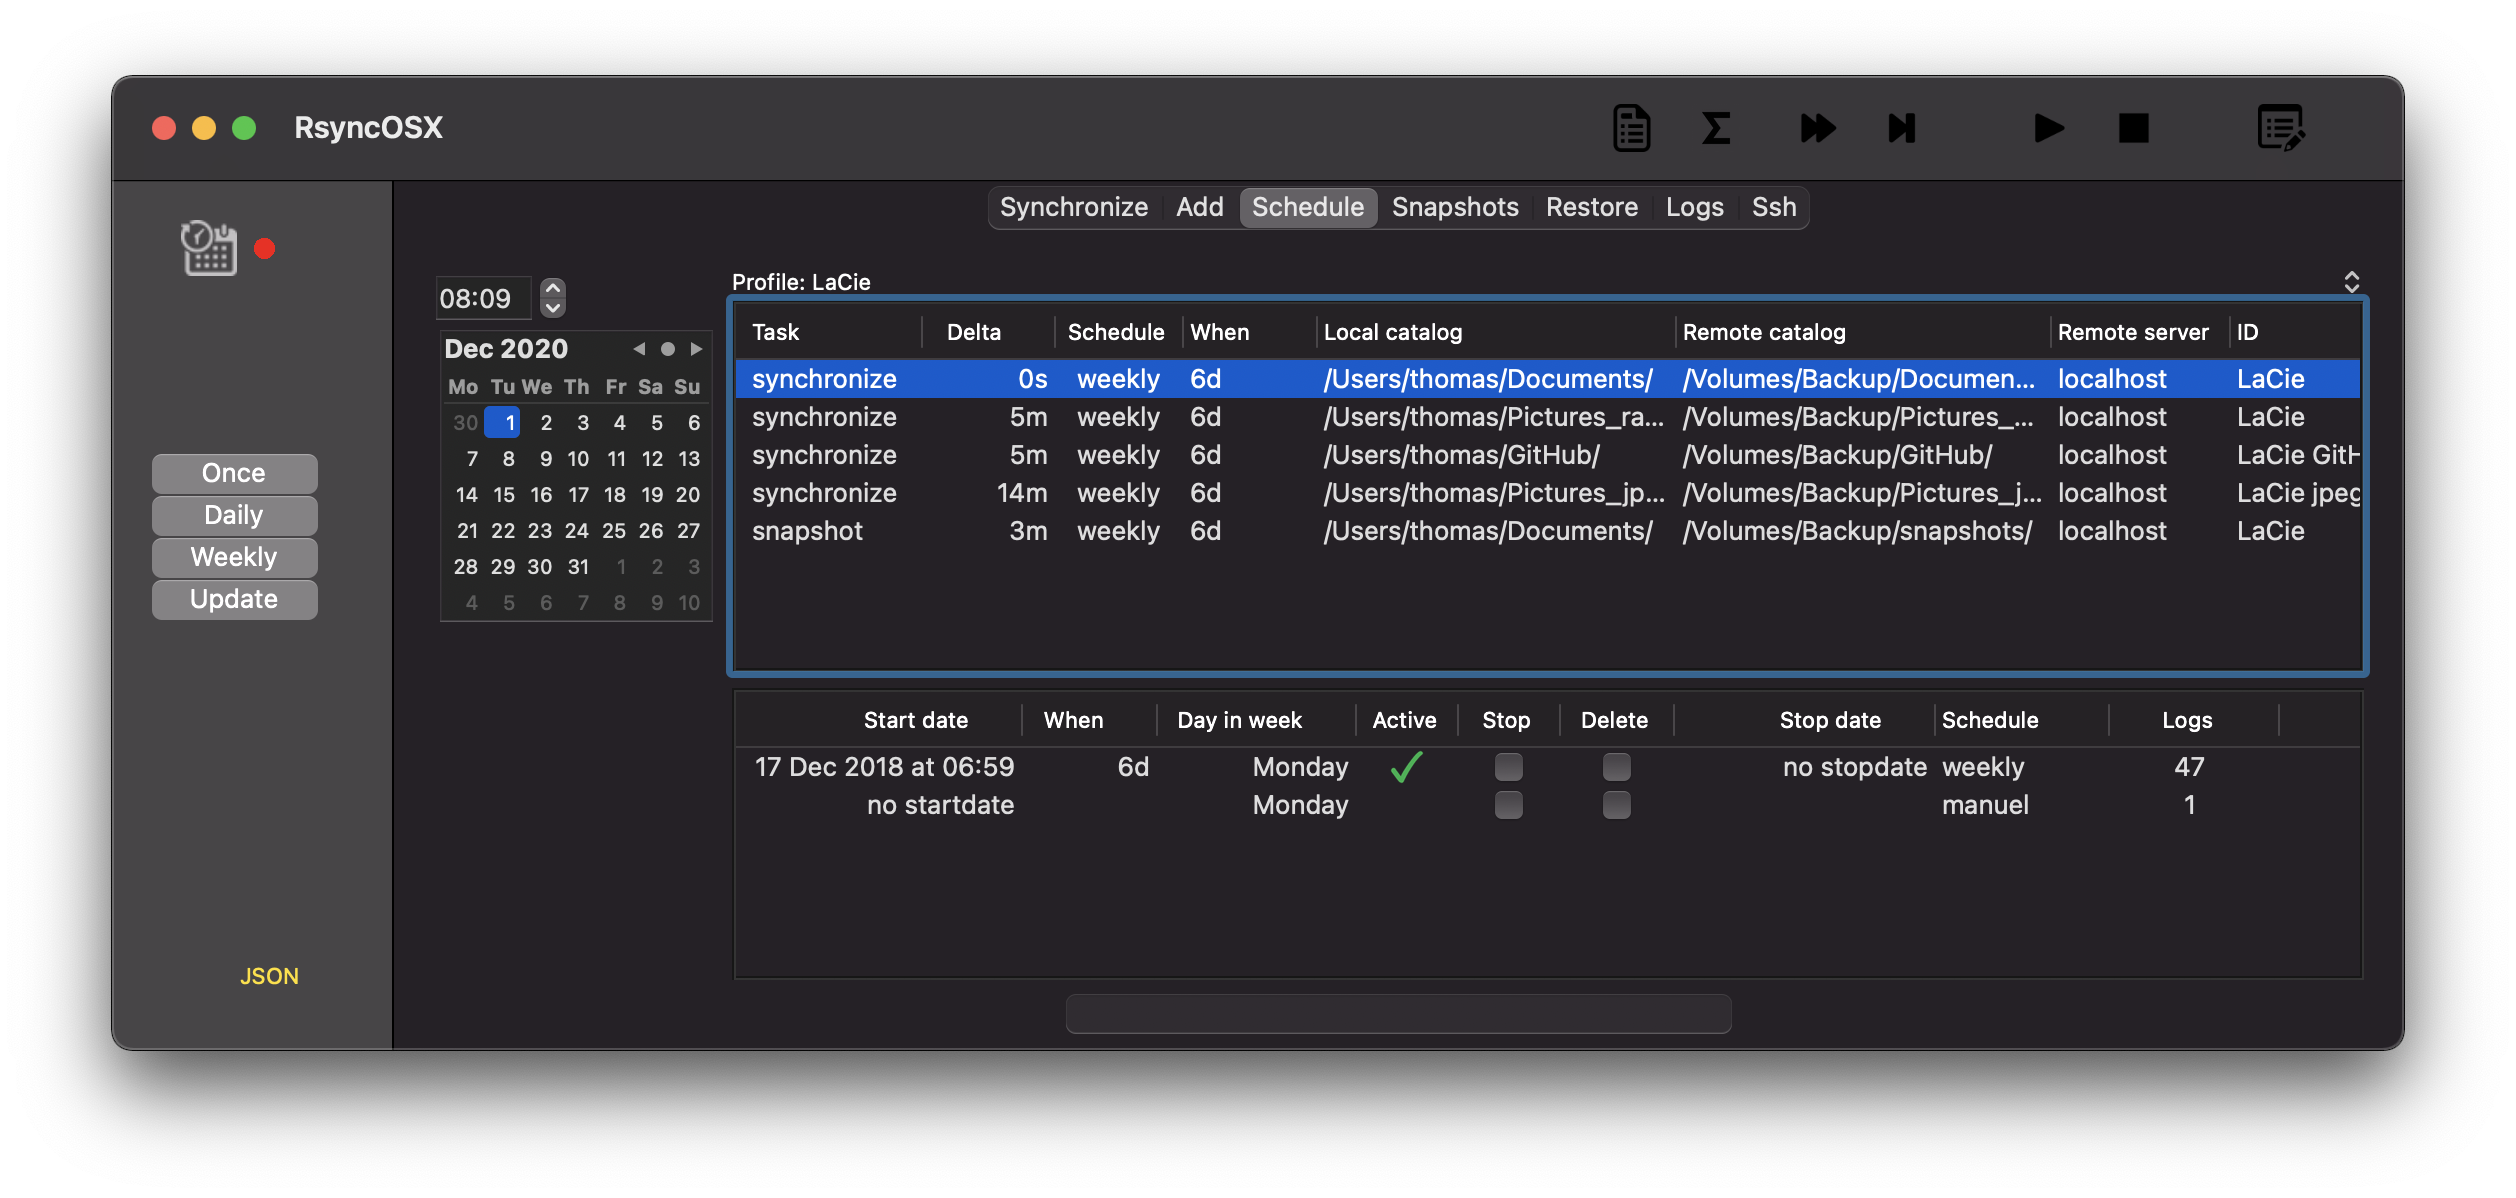 RsyncOSX
Synchronize Add Schedule Snapshots Restore Logs Ssh
08:09
Dec 2020
Mo Tu We Th Fr Sa Su
30 1 2 3 4 5 6
7 8 9 10 11 12 13
14 15 16 17 18 19 20
21 22 23 24 25 26 27
28 29 30 31 1 2 3
4 5 6 7 8 9 10
Once
Daily
Weekly
Update
JSON
Profile: LaCie
Task Delta Schedule When Local catalog Remote catalog Remote server ID
synchronize 0s weekly 6d /Users/thomas/Documents/ /Volumes/Backup/Documen... localhost LaCie
synchronize 5m weekly 6d /Users/thomas/Pictures_ra... /Volumes/Backup/Pictures_... localhost LaCie
synchronize 5m weekly 6d /Users/thomas/GitHub/ /Volumes/Backup/GitHub/ localhost LaCie GitH
synchronize 14m weekly 6d /Users/thomas/Pictures_jp... /Volumes/Backup/Pictures_j... localhost LaCie jpeg
snapshot 3m weekly 6d /Users/thomas/Documents/ /Volumes/Backup/snapshots/ localhost LaCie
Start date When Day in week Active Stop Delete Stop date Schedule Logs
17 Dec 2018 at 06:59 6d Monday no stopdate weekly 47
no startdate Monday manuel 1